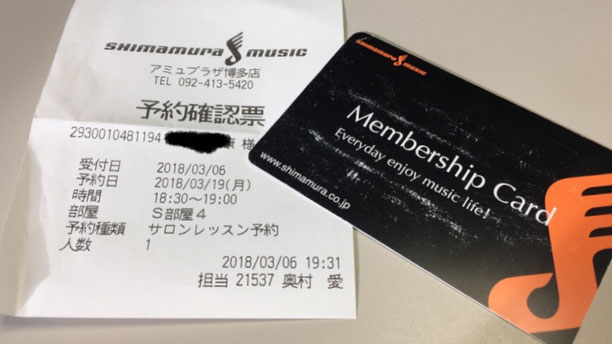 SHIMAMURA MUSIC
アミュプラザ博多店
TEL 092-413-5420
予約確認票
2930010481194 様
受付日 2018/03/06
予約日 2018/03/19(月)
時間 18:30~19:00
部屋 S部屋4
予約種類 サロンレッスン予約
人数 1
2018/03/06 19:31
担当 21537 奥村 愛
SHIMAMURA MUSIC
Membership Card
Everyday enjoy music life!
www.shimamura.co.jp